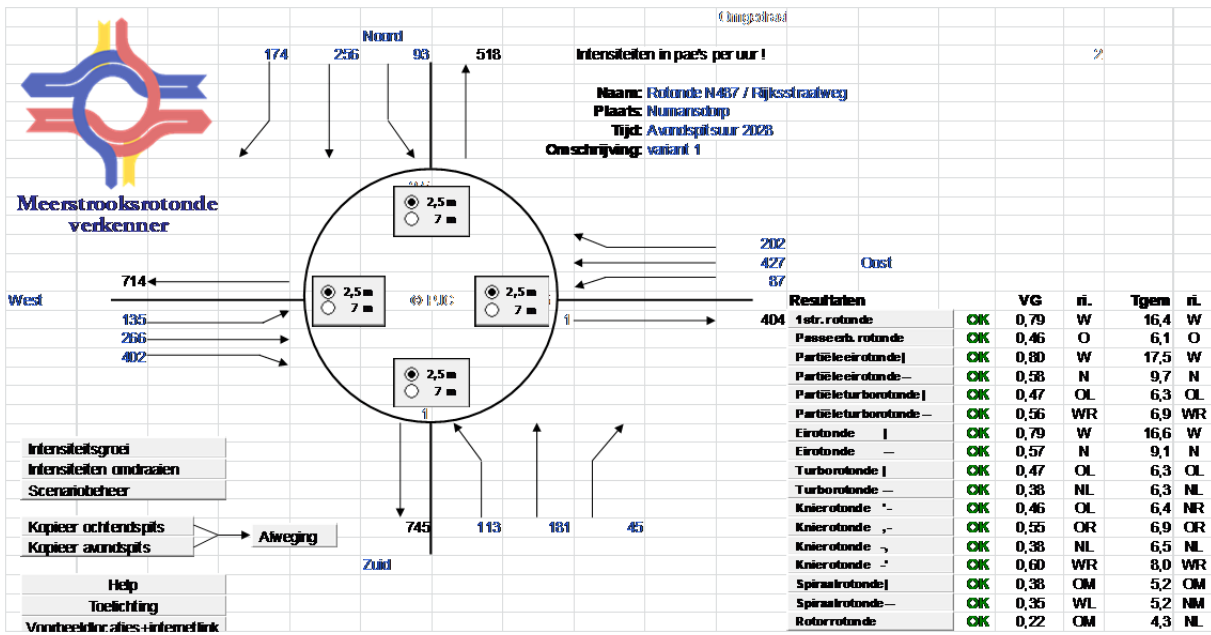 Noord
174 256 93 518 Intensiteiten in pae's per uur !
Naam: Rotonde N487 / Rijksstraatweg
Plaats: Numansdorp
Tijd: Avondspitsuur 2028
Omschrijving: variant 1
Meerstrooksrotonde
verkenner
2,5 m
7 m
202
427 Oost
87
714
2,5 m 2,5 m
7 m 7 m
West
Resultaten VG ri. Tgem ri.
135 1 404 1str. rotonde OK 0,79 W 16,4 W
266 Passeerb. rotonde OK 0,46 O 6,1 O
402 Partiële eirotonde | OK 0,80 W 17,5 W
2,5 m Partiële eirotonde — OK 0,58 N 9,7 N
7 m Partiële turborotonde | OK 0,47 OL 6,3 OL
1 Partiële turborotonde — OK 0,56 WR 6,9 WR
Eirotonde | OK 0,79 W 16,6 W
Intensiteitsgroei Eirotonde — OK 0,57 N 9,1 N
Intensiteiten omdraaien Turborotonde | OK 0,47 OL 6,3 OL
Scenariobeheer Turborotonde — OK 0,38 NL 6,3 NL
Knierotonde '- OK 0,46 OL 6,4 NR
Kopieer ochtendspits 745 113 181 45 Knierotonde ,- OK 0,55 OR 6,9 OR
Afweging
Kopieer avondspits Knierotonde -, OK 0,38 NL 6,5 NL
Zuid Knierotonde -' OK 0,60 WR 8,0 WR
Help Spiraalrotonde | OK 0,38 OM 5,2 OM
Toelichting Spiraalrotonde — OK 0,35 WL 5,2 NM
Voorbeeldlocaties+internetlink Rotorrotonde OK 0,22 OM 4,3 NL